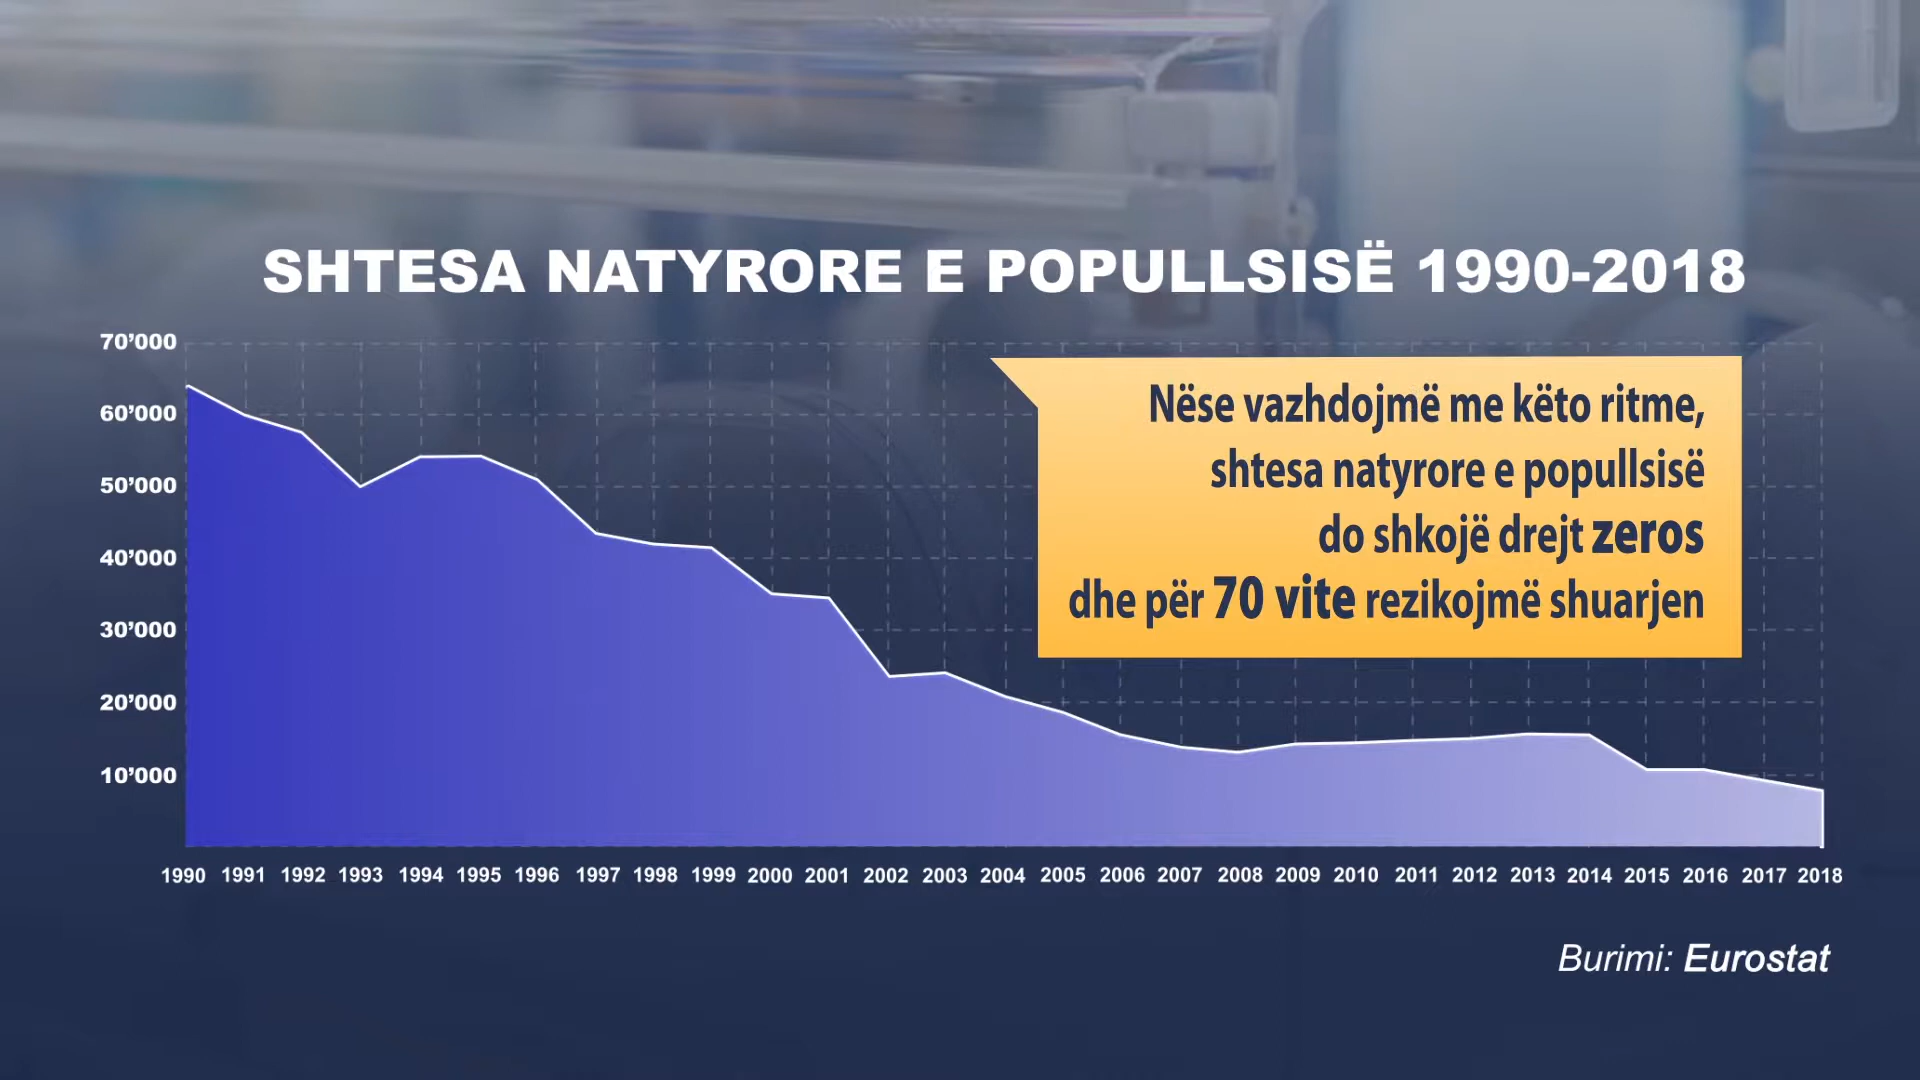 SHTESA NATYRORE E POPULLSISË 1990-2018
70’000
60’000
50’000
40’000
30’000
20’000
10’000
Nëse vazhdojmë me këto ritme,
shtesa natyrore e popullsisë
do shkojë drejt zeros
dhe për 70 vite rezikojmë shuarjen
1990 1991 1992 1993 1994 1995 1996 1997 1998 1999 2000 2001 2002 2003 2004 2005 2006 2007 2008 2009 2010 2011 2012 2013 2014 2015 2016 2017 2018
Burimi: Eurostat